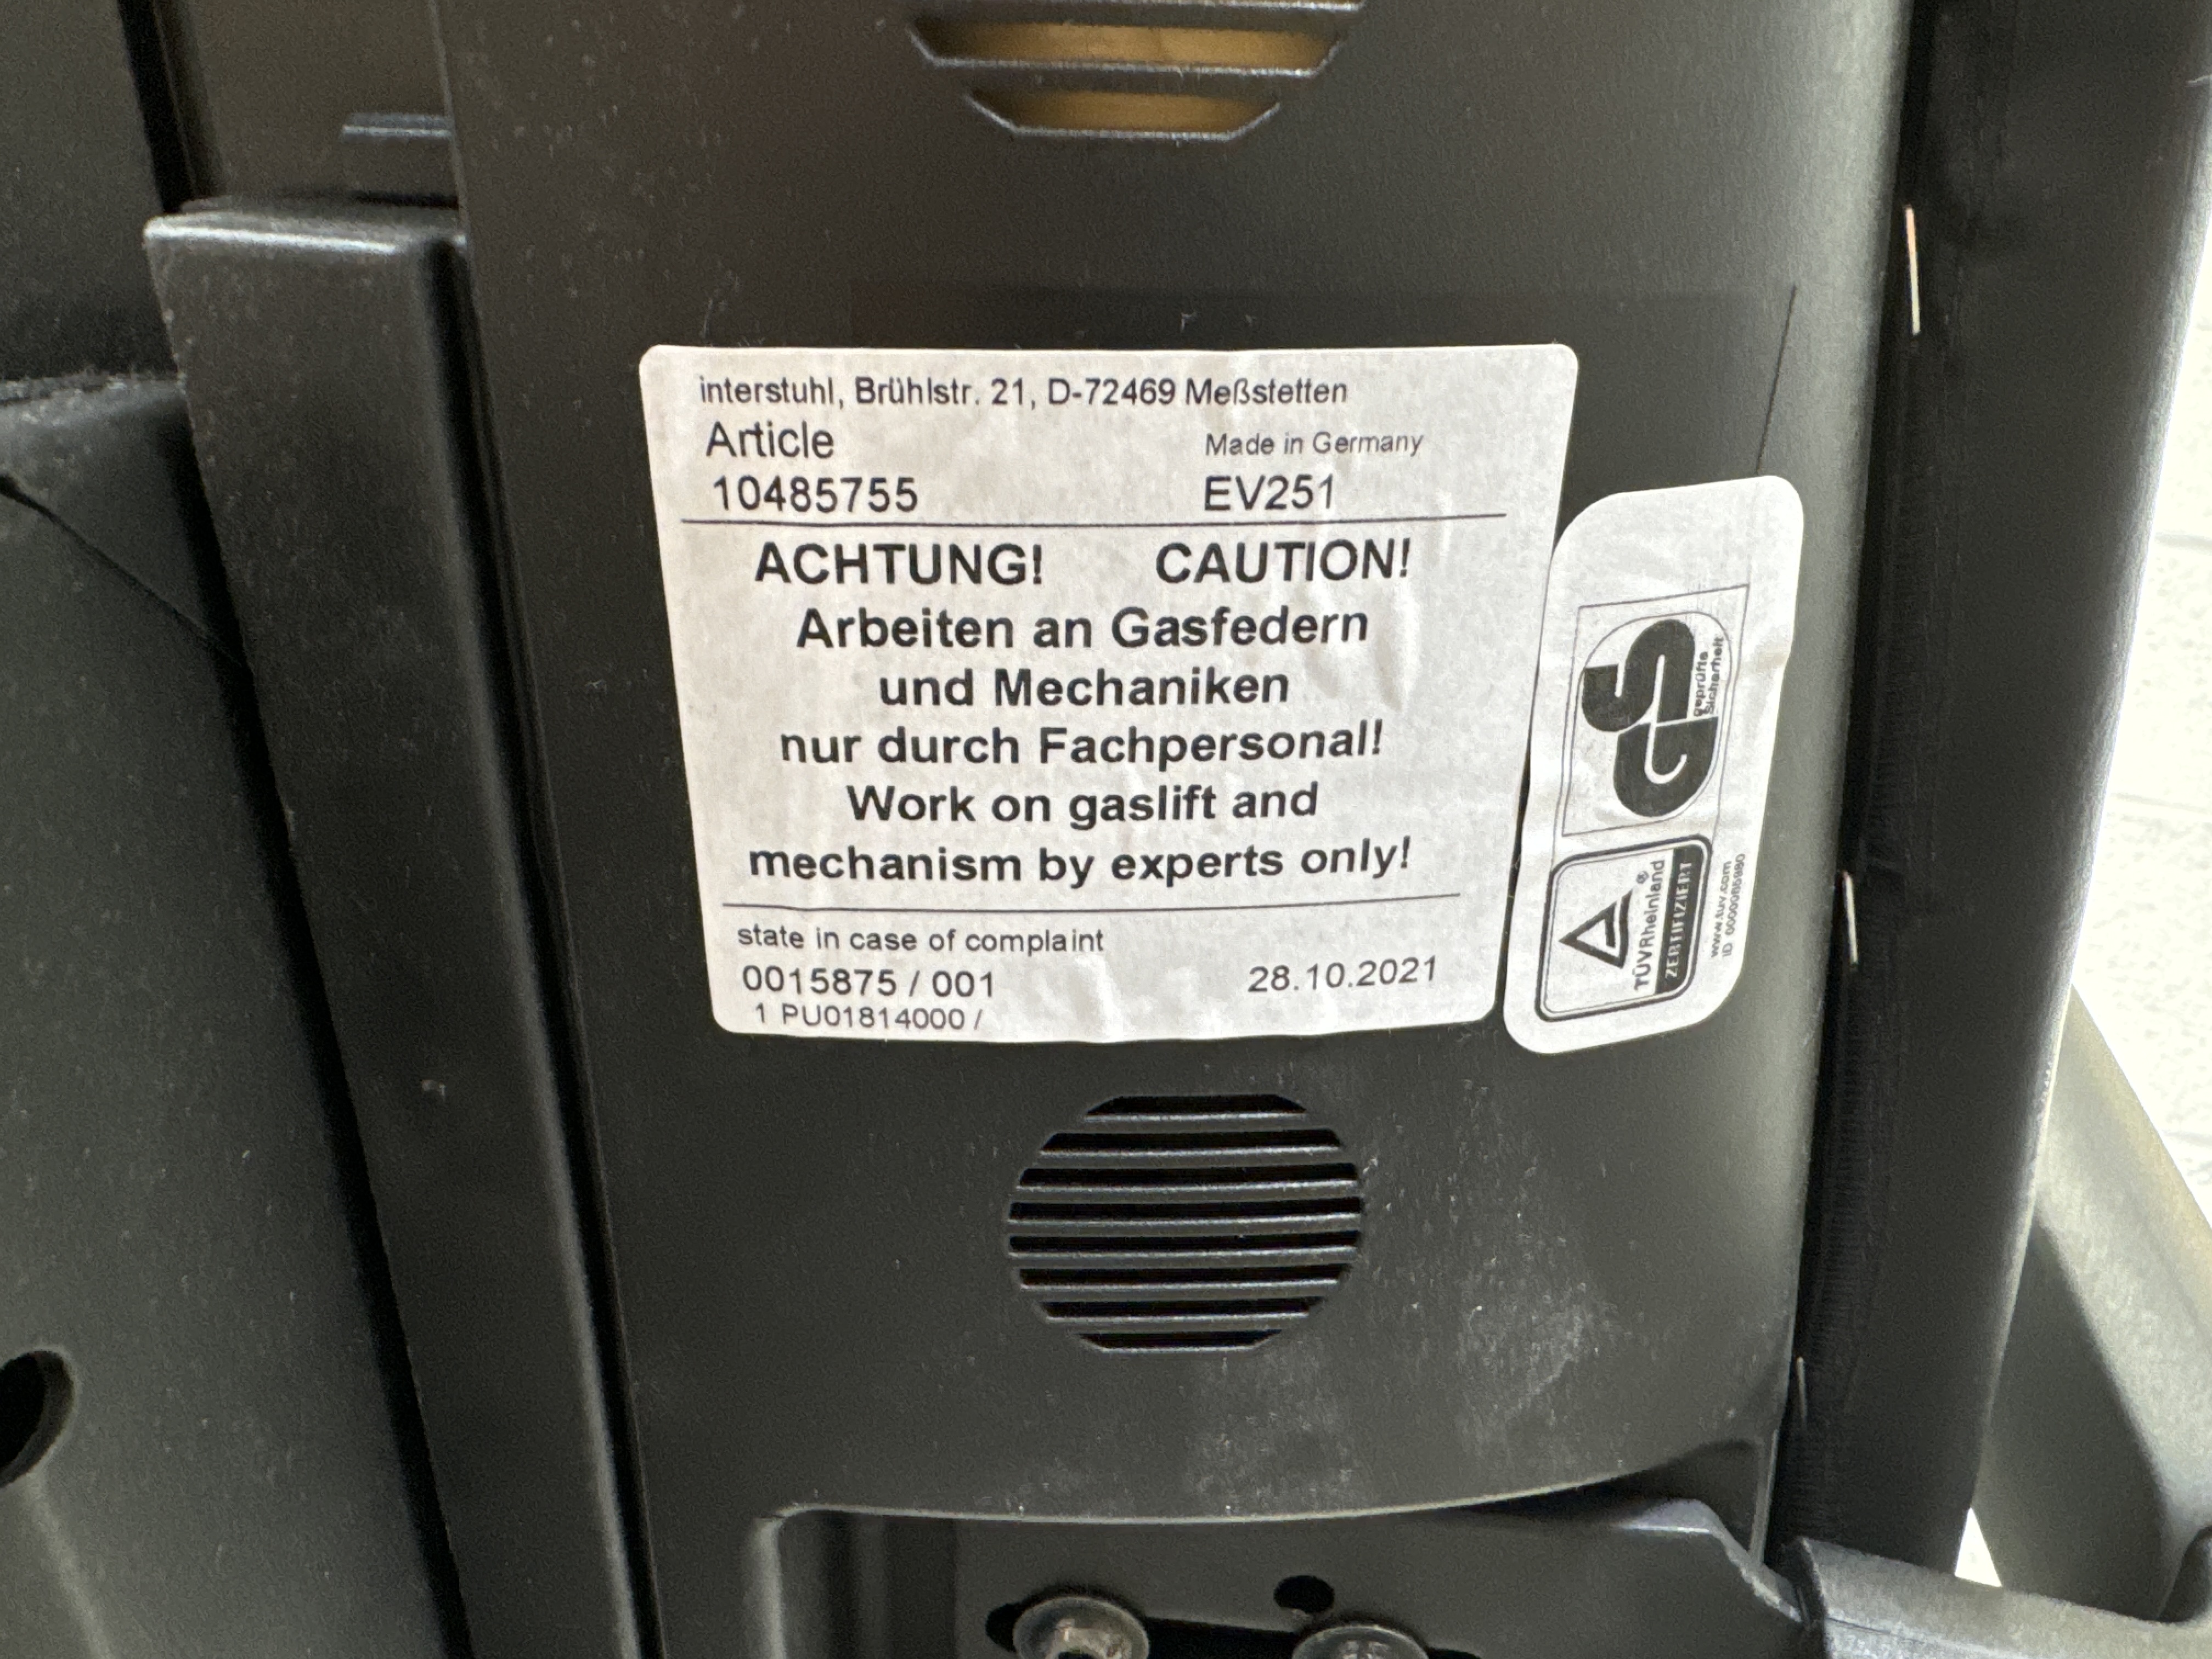 interstuhl, Brühlstr. 21, D-72469 Meßstetten
Article
Made in Germany
10485755
EV251
ACHTUNG! CAUTION!
Arbeiten an Gasfedern
und Mechaniken
nur durch Fachpersonal!
Work on gaslift and
mechanism by experts only!
state in case of complaint
0015875 / 001
28.10.2021
1 PU01814000 /
GS
geprüfte
Sicherheit
TÜVRheinland®
ZERTIFIZIERT
www.tuv.com
ID